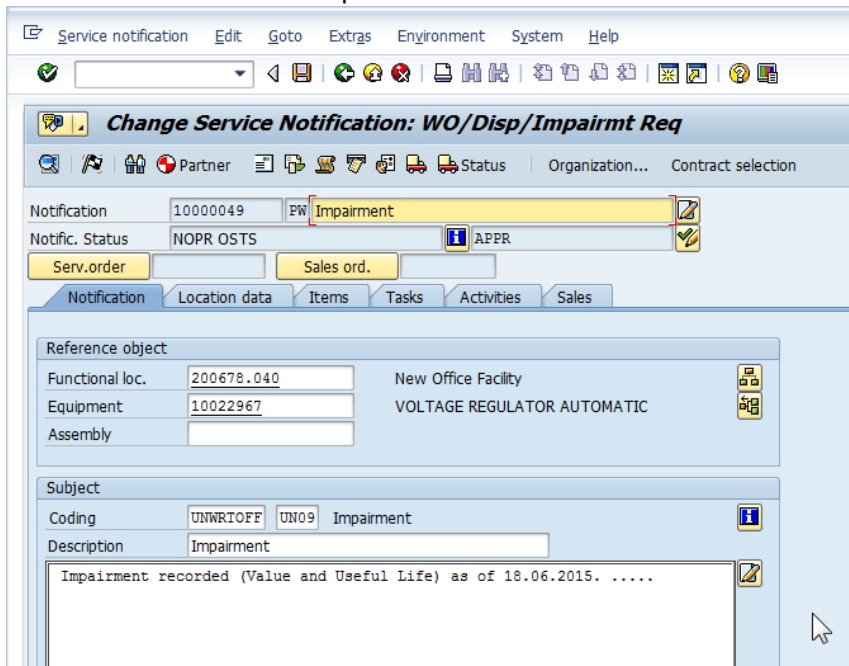 Service notification Edit Goto Extras Environment System Help
Change Service Notification: WO/Disp/Impairmt Req
Partner Status Organization... Contract selection
Notification 10000049 PW Impairment
Notific. Status NOPR OSTS APPR
Serv.order Sales ord.
Notification Location data Items Tasks Activities Sales
Reference object
Functional loc. 200678.040 New Office Facility
Equipment 10022967 VOLTAGE REGULATOR AUTOMATIC
Assembly
Subject
Coding UNWRTOFF UN09 Impairment
Description Impairment
Impairment recorded (Value and Useful Life) as of 18.06.2015. .....